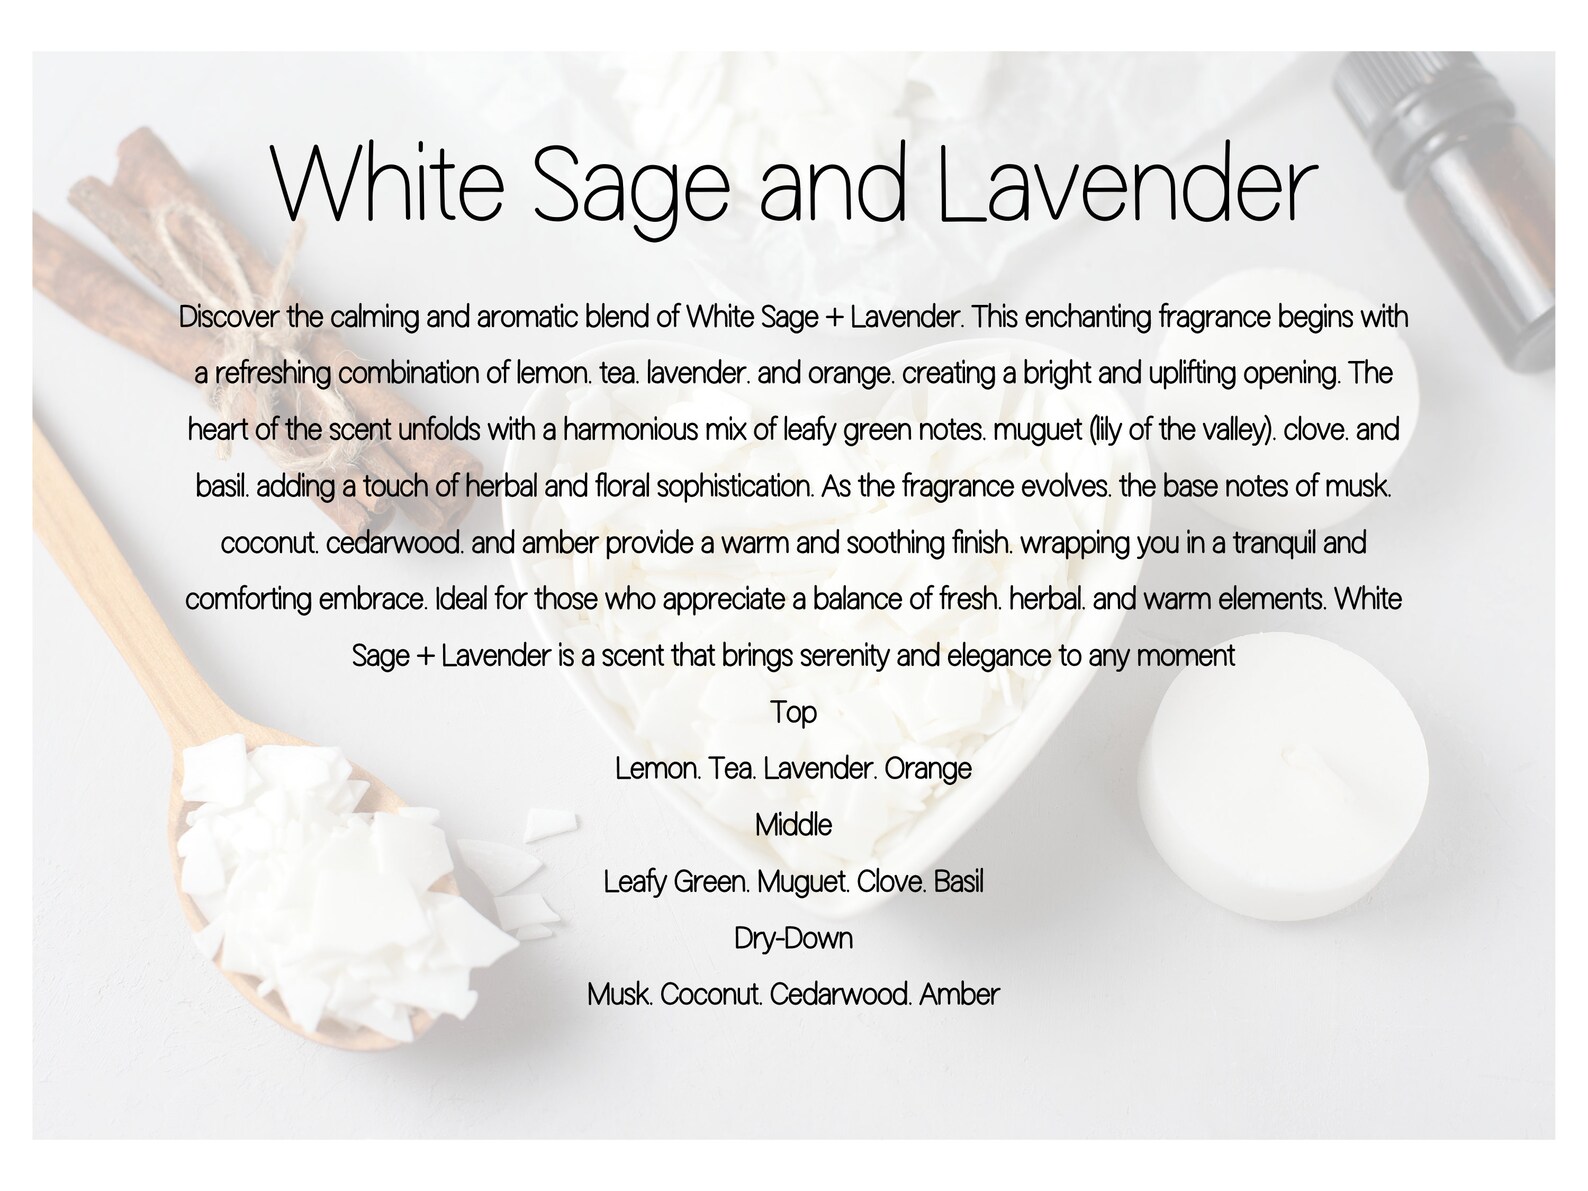 White Sage and Lavender
Discover the calming and aromatic blend of White Sage + Lavender. This enchanting fragrance begins with
a refreshing combination of lemon. tea. lavender. and orange. creating a bright and uplifting opening. The
heart of the scent unfolds with a harmonious mix of leafy green notes. muguet (lily of the valley). clove. and
basil. adding a touch of herbal and floral sophistication. As the fragrance evolves. the base notes of musk.
coconut. cedarwood. and amber provide a warm and soothing finish. wrapping you in a tranquil and
comforting embrace. Ideal for those who appreciate a balance of fresh. herbal. and warm elements. White
Sage + Lavender is a scent that brings serenity and elegance to any moment
Top
Lemon. Tea. Lavender. Orange
Middle
Leafy Green. Muguet. Clove. Basil
Dry-Down
Musk. Coconut. Cedarwood. Amber